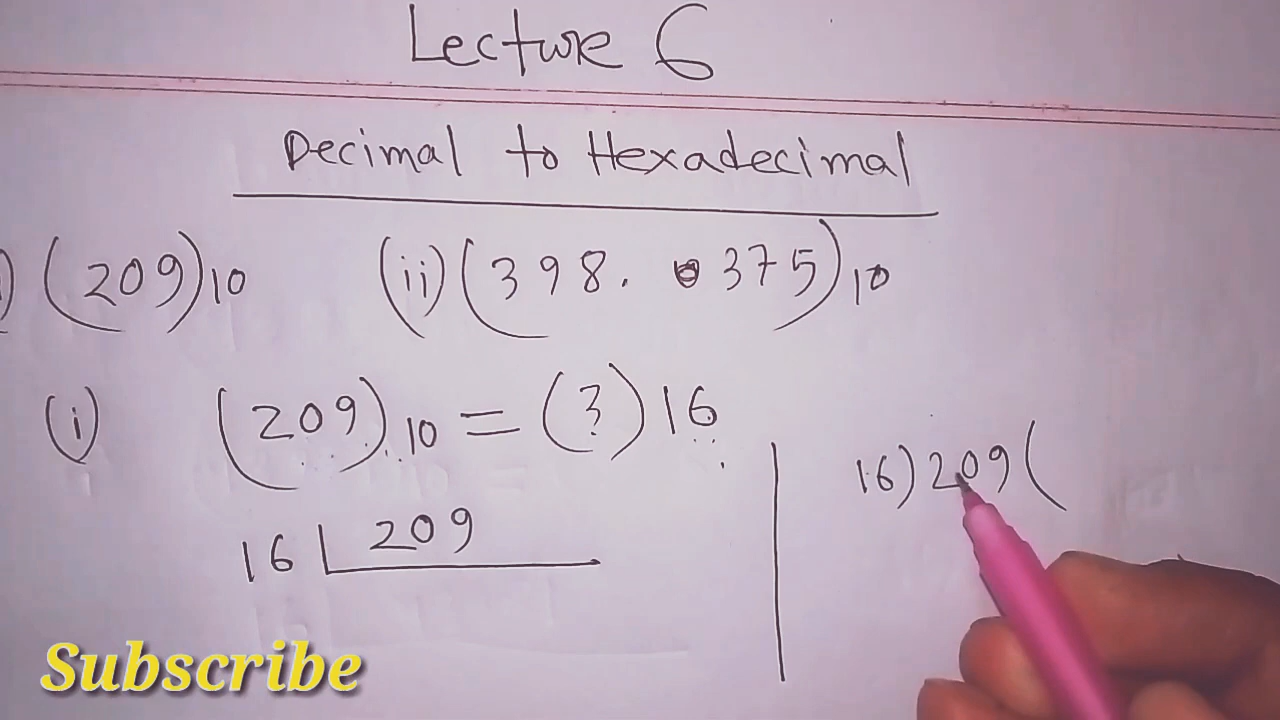 Lecture 6
Decimal to Hexadecimal
) (209)10 (ii) (398. 375)10
(i) (209)10 = (?)16
16 209
16)209(
Subscribe